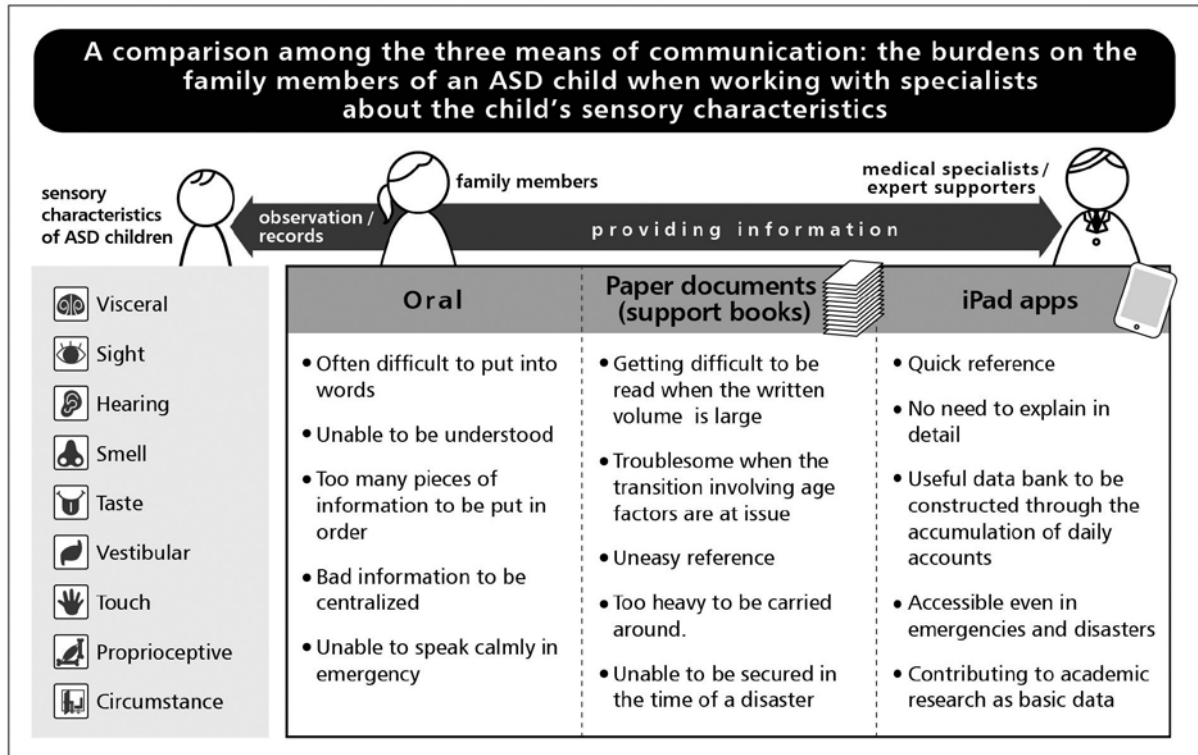 A comparison among the three means of communication: the burdens on the
family members of an ASD child when working with specialists
about the child's sensory characteristics
sensory
characteristics
of ASD children
observation /
records
family members
providing information
medical specialists /
expert supporters
Visceral
Sight
Hearing
Smell
Taste
Vestibular
Touch
Proprioceptive
Circumstance
Oral
• Often difficult to put into
words
• Unable to be understood
• Too many pieces of
information to be put in
order
• Bad information to be
centralized
• Unable to speak calmly in
emergency
Paper documents
(support books)
• Getting difficult to be
read when the written
volume is large
• Troublesome when the
transition involving age
factors are at issue
• Uneasy reference
• Too heavy to be carried
around.
• Unable to be secured in
the time of a disaster
iPad apps
• Quick reference
• No need to explain in
detail
• Useful data bank to be
constructed through the
accumulation of daily
accounts
• Accessible even in
emergencies and disasters
• Contributing to academic
research as basic data